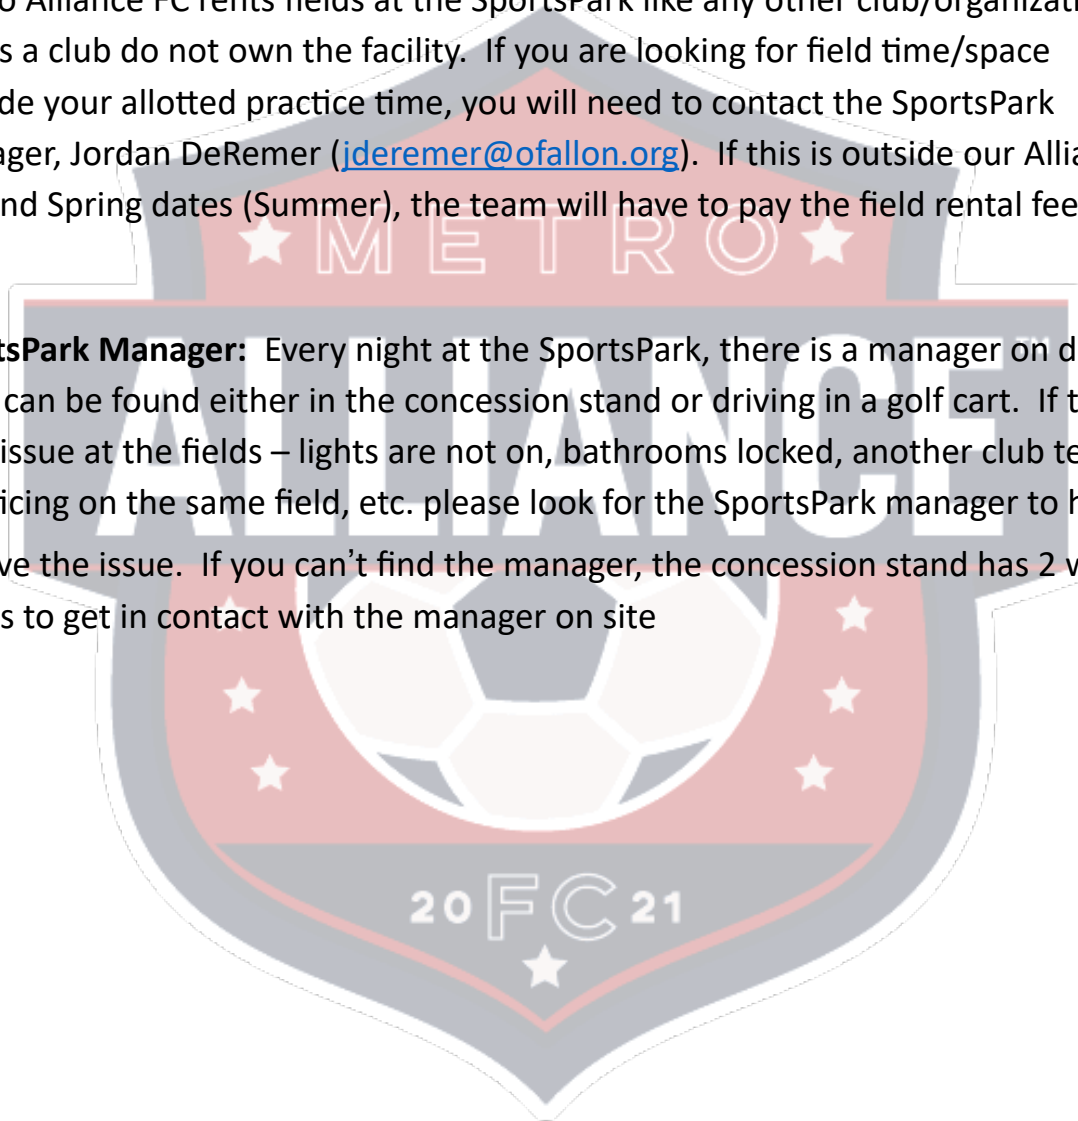 o Alliance FC rents fields at the SportsPark like any other club/organizati
s a club do not own the facility.  If you are looking for field time/space
de your allotted practice time, you will need to contact the SportsPark
ager, Jordan DeRemer (jderemer@ofallon.org).  If this is outside our Allia
nd Spring dates (Summer), the team will have to pay the field rental fee
METRO
tsPark Manager:  Every night at the SportsPark, there is a manager on d
can be found either in the concession stand or driving in a golf cart.  If t
issue at the fields – lights are not on, bathrooms locked, another club te
icing on the same field, etc. please look for the SportsPark manager to h
ve the issue.  If you can’t find the manager, the concession stand has 2 w
s to get in contact with the manager on site
ALLIANCE™
20 FC 21